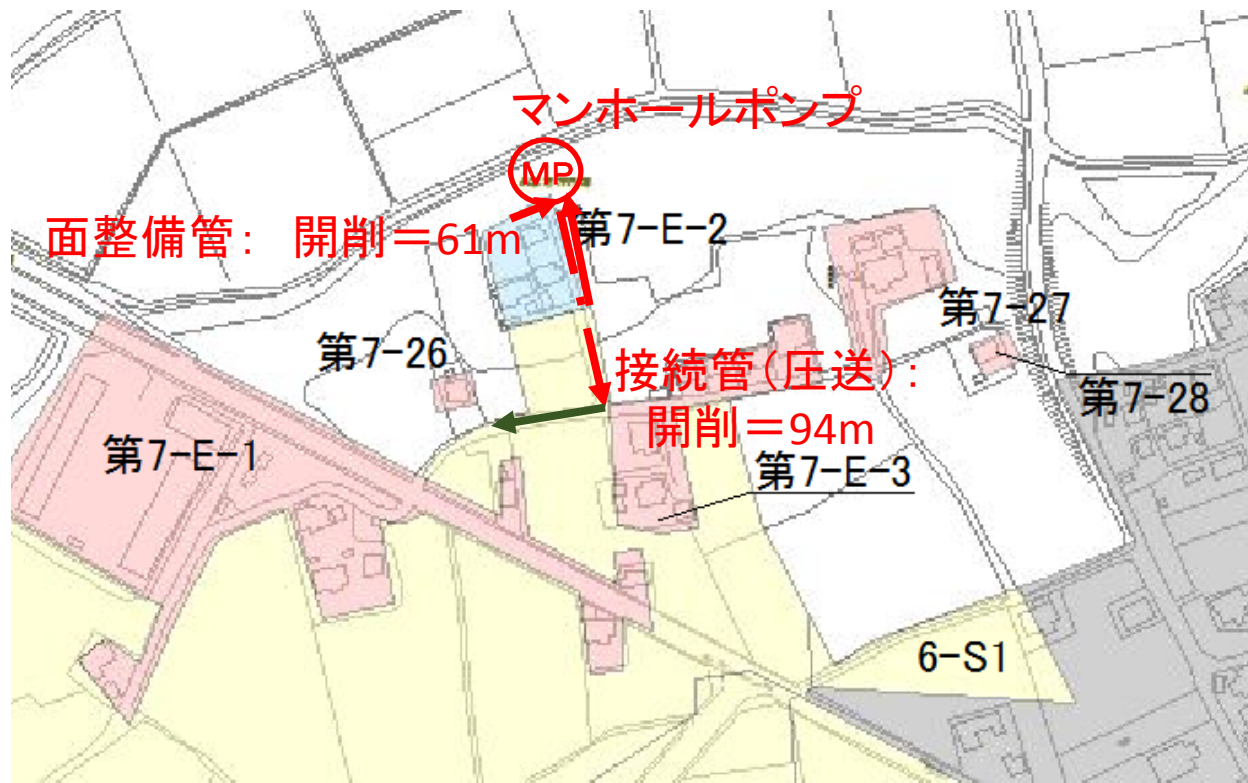 マンホールポンプ
MP
面整備管： 開削＝61m
第7-E-2
第7-26
第7-27
接続管（圧送）：
開削＝94m
第7-28
第7-E-1
第7-E-3
6-S1